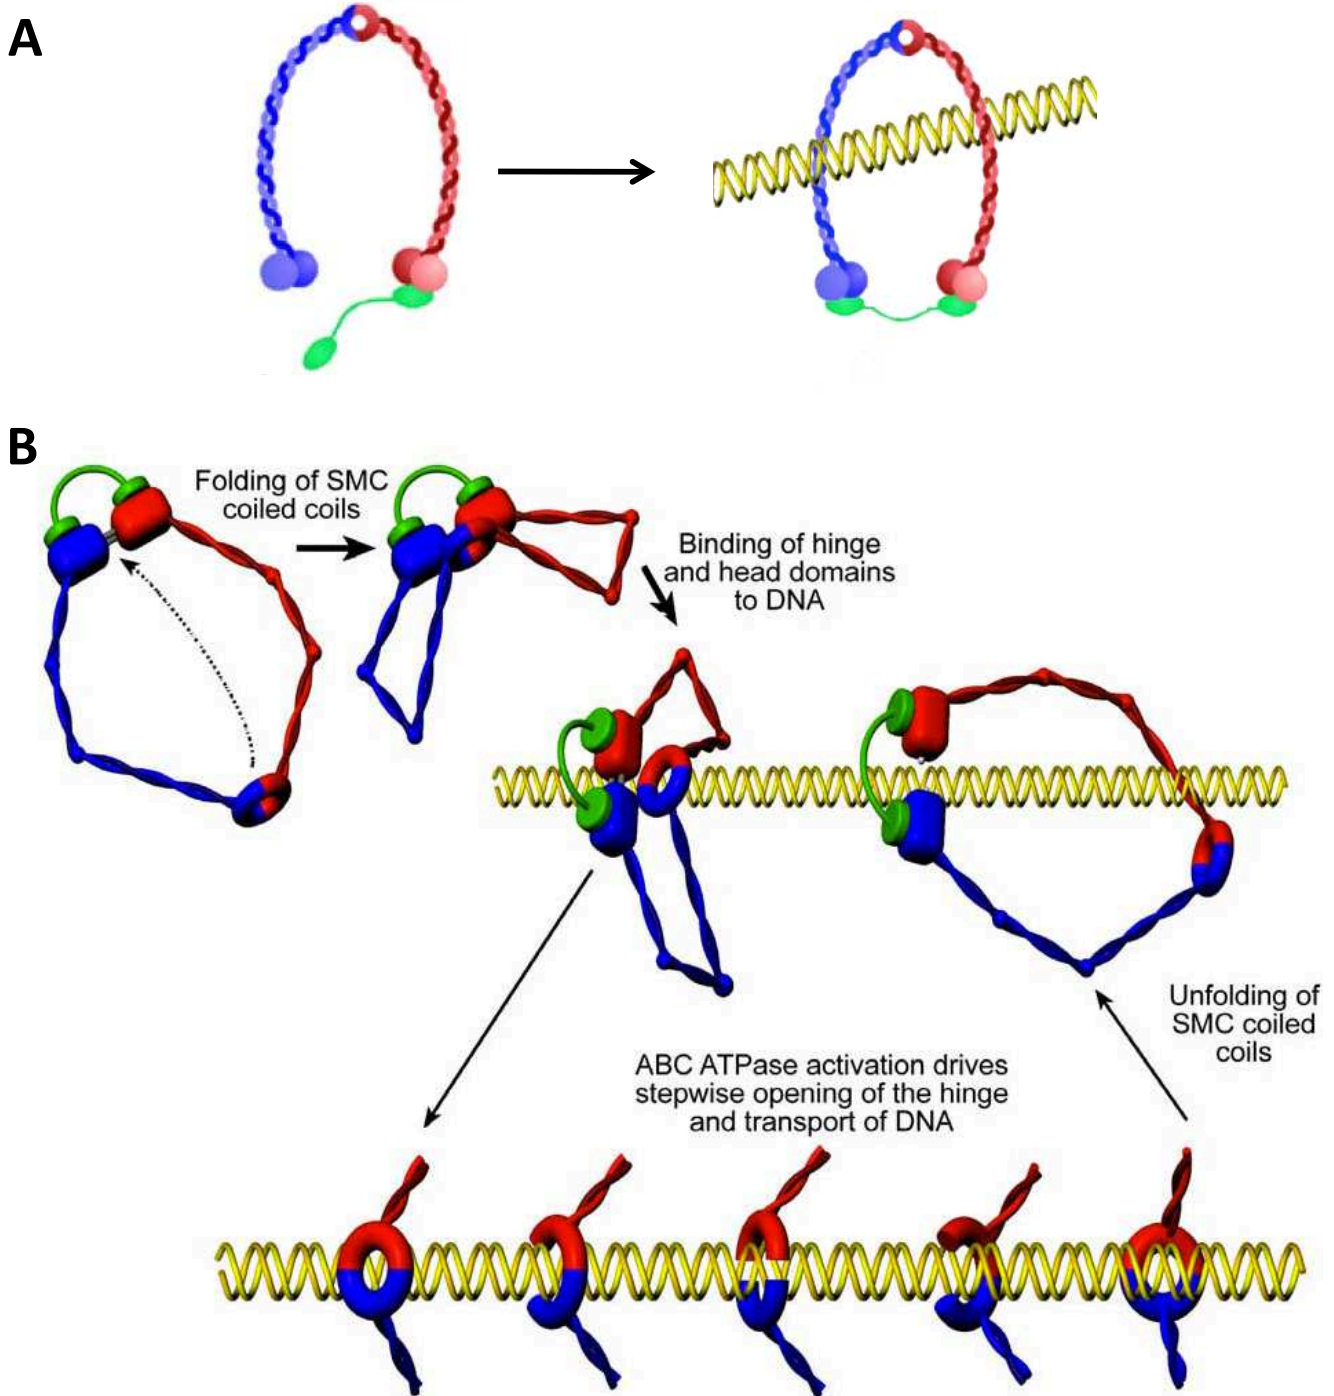 A
B
Folding of SMC
coiled coils
Binding of hinge
and head domains
to DNA
Unfolding of
SMC coiled
coils
ABC ATPase activation drives
stepwise opening of the hinge
and transport of DNA